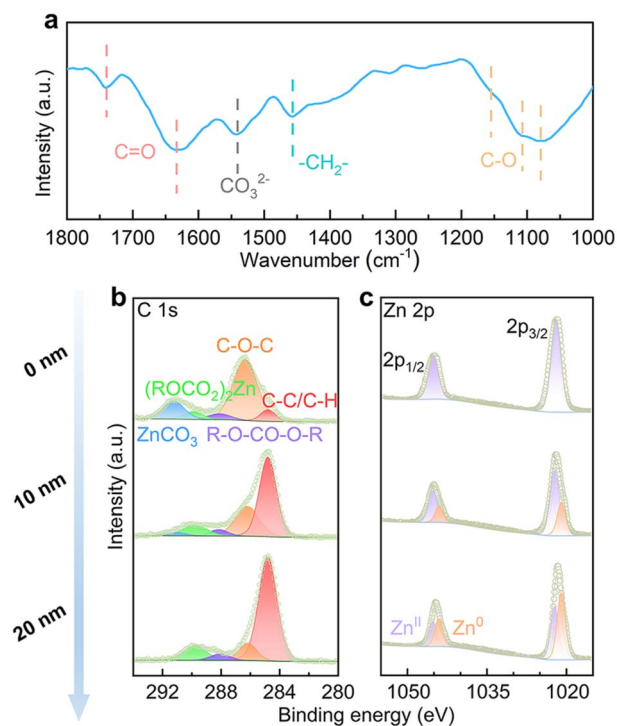 a
Intensity (a.u.)
C=O
CO₃²⁻
-CH₂-
C-O
1800 1700 1600 1500 1400 1300 1200 1100 1000
Wavenumber (cm⁻¹)
0 nm
10 nm
20 nm
b
C 1s
C-O-C
(ROCO₂)₂Zn
C-C/C-H
ZnCO₃
R-O-CO-O-R
Intensity (a.u.)
292 288 284 280
c
Zn 2p
2p₃/₂
2p₁/₂
Znᴵᴵ
Zn⁰
1050 1035 1020
Binding energy (eV)